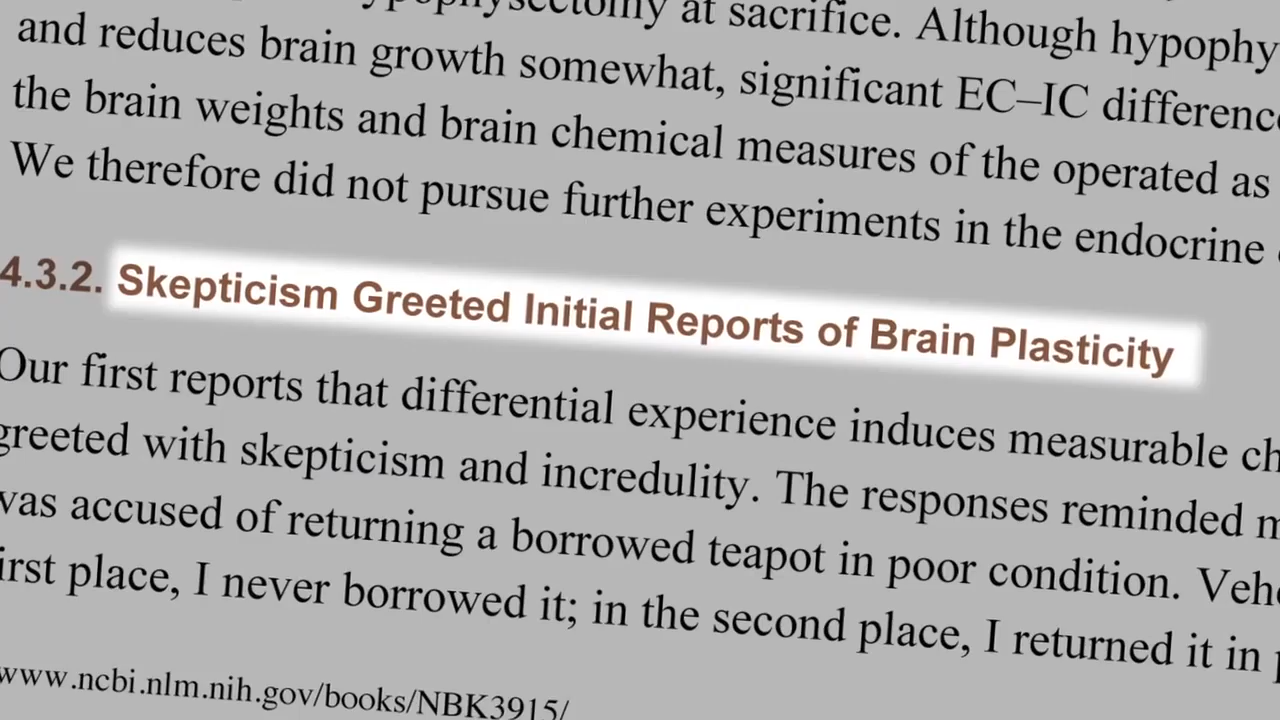 at sacrifice. Although
and reduces brain growth somewhat, significant EC–IC
the brain weights and brain chemical measures of the operated as
We therefore did not pursue further experiments in the endocrine
4.3.2. Skepticism Greeted Initial Reports of Brain Plasticity
Our first reports that differential experience induces measurable
greeted with skepticism and incredulity. The responses reminded
was accused of returning a borrowed teapot in poor condition.
place, I never borrowed it; in the second place, I returned it in
www.ncbi.nlm.nih.gov/books/NBK3915/